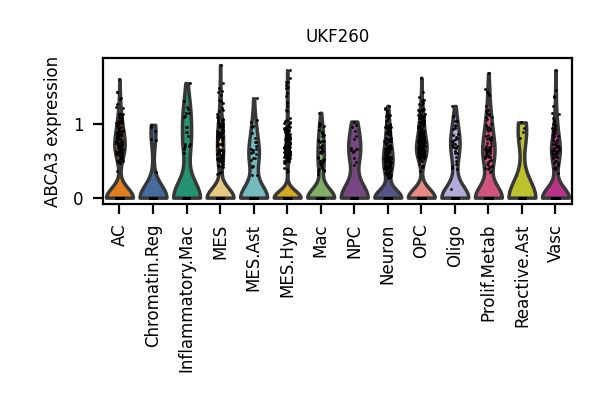 UKF260
ABCA3 expression
1
0
AC
Chromatin.Reg
Inflammatory.Mac
MES
MES.Ast
MES.Hyp
Mac
NPC
Neuron
OPC
Oligo
Prolif.Metab
Reactive.Ast
Vasc